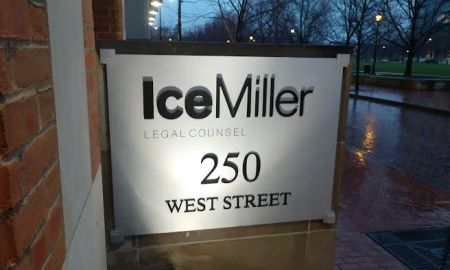 IceMiller
LEGAL COUNSEL
250
WEST STREET